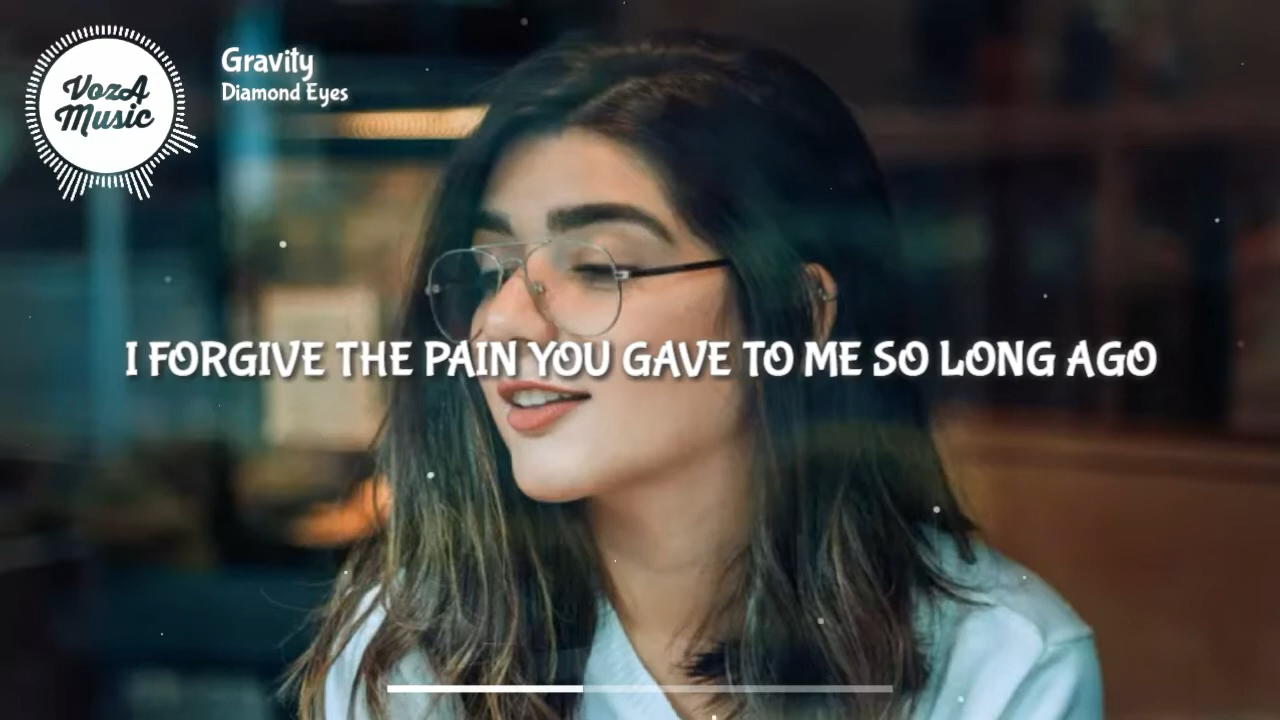 VozA
Music
Gravity
Diamond Eyes
I FORGIVE THE PAIN YOU GAVE TO ME SO LONG AGO